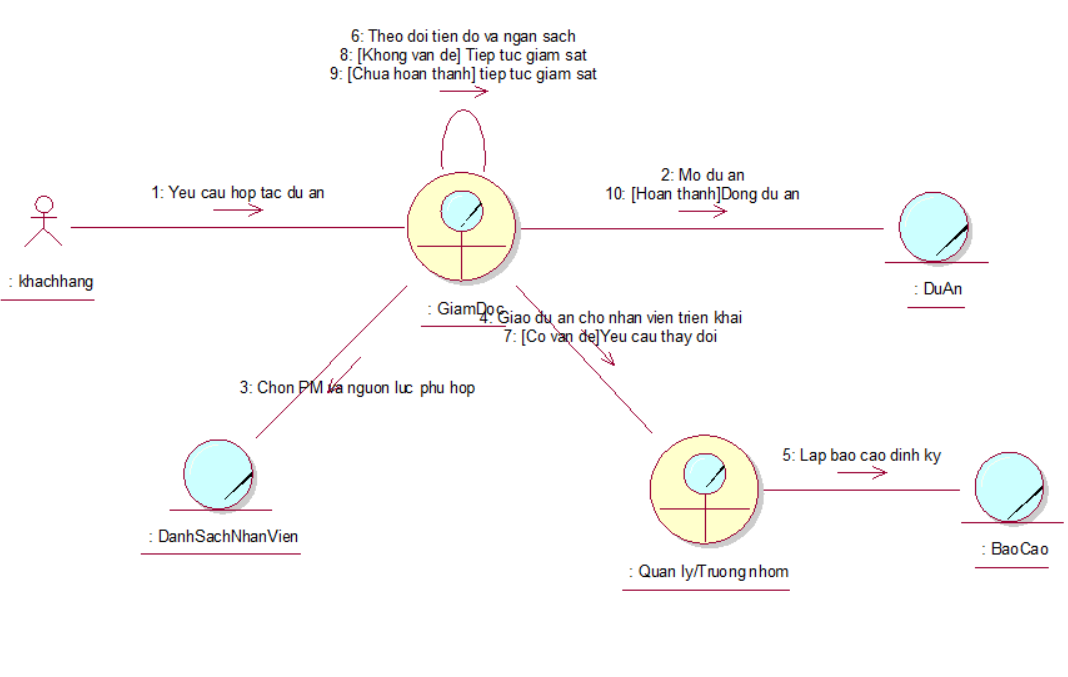 6: Theo doi tien do va ngan sach
8: [Khong van de] Tiep tuc giam sat
9: [Chua hoan thanh] tiep tuc giam sat
1: Yeu cau hop tac du an
2: Mo du an
10: [Hoan thanh]Dong du an
: khachhang
: GiamDoc
: DuAn
4: Giao du an cho nhan vien trien khai
7: [Co van de]Yeu cau thay doi
3: Chon PM va nguon luc phu hop
5: Lap bao cao dinh ky
: DanhSachNhanVien
: BaoCao
: Quan ly/Truongnhom